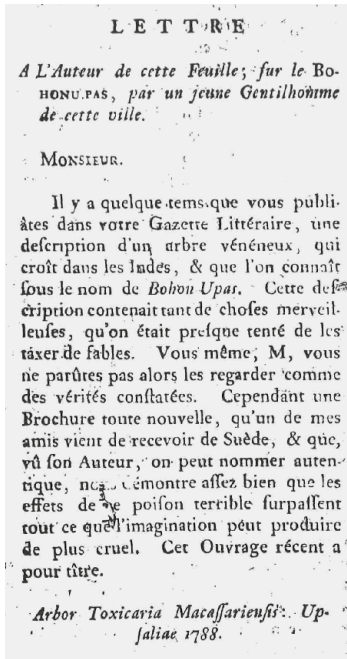 LETTRE
A L'Auteur de cette Feuille; ſur le BO-
HONUPAS, par un jeune Gentilhomme
de cette ville.
MONSIEUR.
Il y a quelque tems que vous publi-
âtes dans votre Gazette Littéraire, une
deſcription d'un arbre vénéneux, qui
croît dans les Indes, & que l'on connaît
ſous le nom de Bohon Upas. Cette deſ-
cription contenait tant de choſes merveil-
leuſes, qu'on était preſque tenté de les
taxer de fables. Vous même, M, vous
ne parûtes pas alors les regarder comme
des vérités conſtatées. Cependant une
Brochure toute nouvelle, qu'un de mes
amis vient de recevoir de Suède, & que,
vû ſon Auteur, on peut nommer auten-
tique, démontre aſſez bien que les
effets de poiſon terrible ſurpaſſent
tout ce que l'imagination peut produire
de plus cruel. Cet Ouvrage récent a
pour tître.
Arbor Toxicaria Macaſſarienſis: Up-
ſaliae 1788.